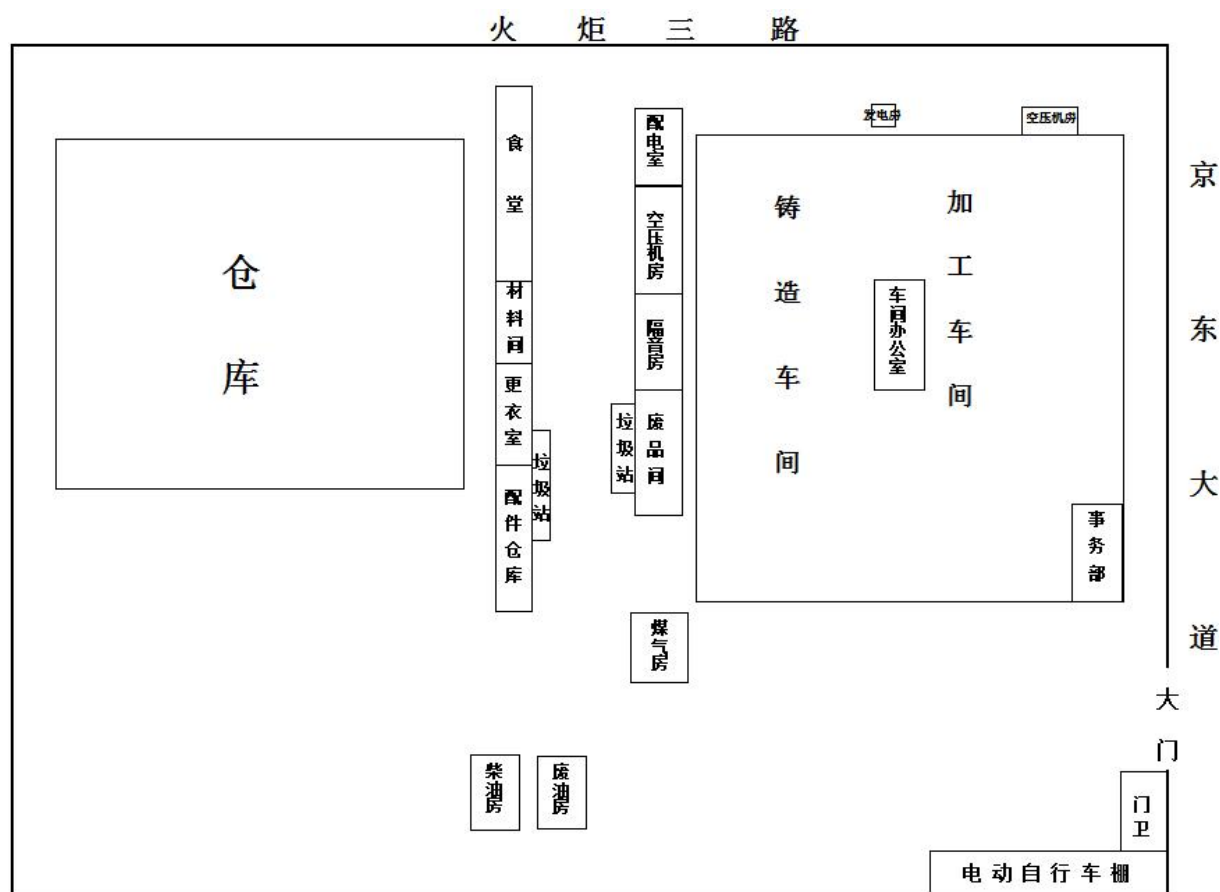 火炬三路
京东大道
发电房
空压机房
食堂
配电室
铸造车间
加工车间
空压机房
仓库
材料间
车间办公室
隔音房
更衣室
垃圾站
废品间
垃圾站
配件仓库
事务部
煤气房
大门
柴油房
废油房
门卫
电动自行车棚